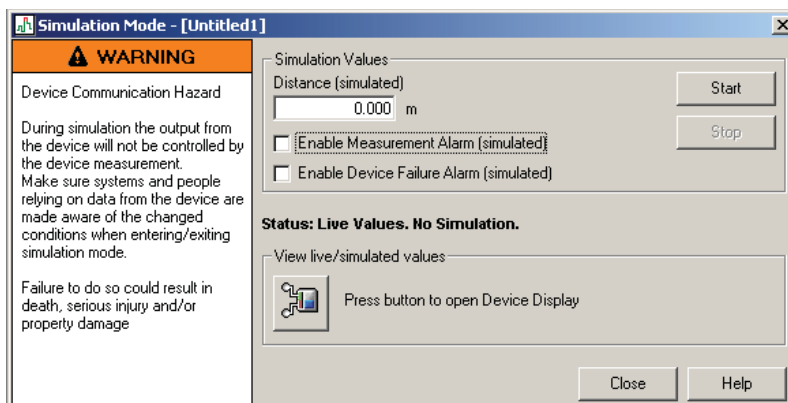 Simulation Mode - [Untitled1]
WARNING
Device Communication Hazard
During simulation the output from
the device will not be controlled by
the device measurement.
Make sure systems and people
relying on data from the device are
made aware of the changed
conditions when entering/exiting
simulation mode.
Failure to do so could result in
death, serious injury and/or
property damage
Simulation Values
Distance (simulated)
0.000 m
Enable Measurement Alarm (simulated)
Enable Device Failure Alarm (simulated)
Start
Stop
Status: Live Values. No Simulation.
View live/simulated values
Press button to open Device Display
Close
Help